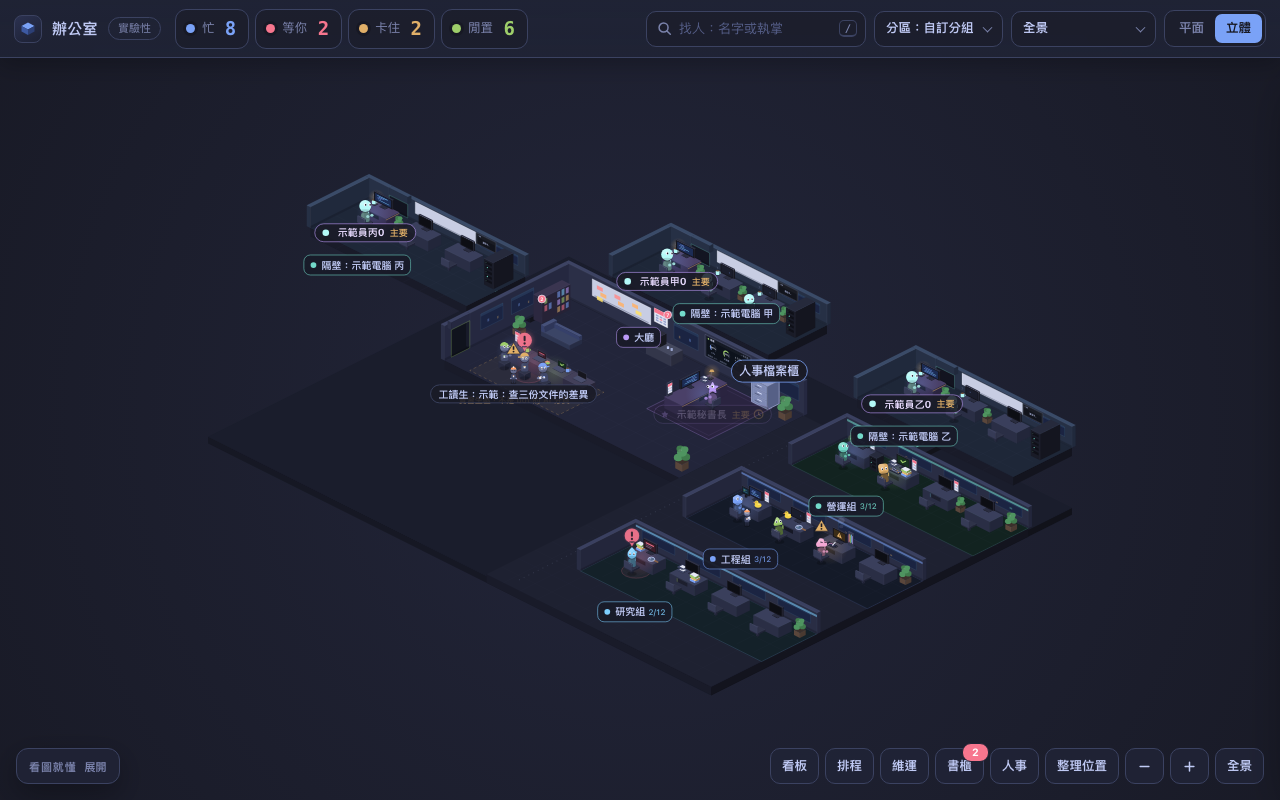 辦公室 實驗性 忙 8 等你 2 卡住 2 閒置 6 找人：名字或執掌 / 分區：自訂分組 全景 平面 立體
示範員丙0 主要
隔壁：示範電腦 丙
示範員甲0 主要
隔壁：示範電腦 甲
大廳
人事檔案櫃
工讀生：示範：查三份文件的差異
示範秘書長 主要
示範員乙0 主要
隔壁：示範電腦 乙
營運組 3/12
工程組 3/12
研究組 2/12
看圖就懂 展開
看板 排程 維運 書櫃 2 人事 整理位置 − + 全景